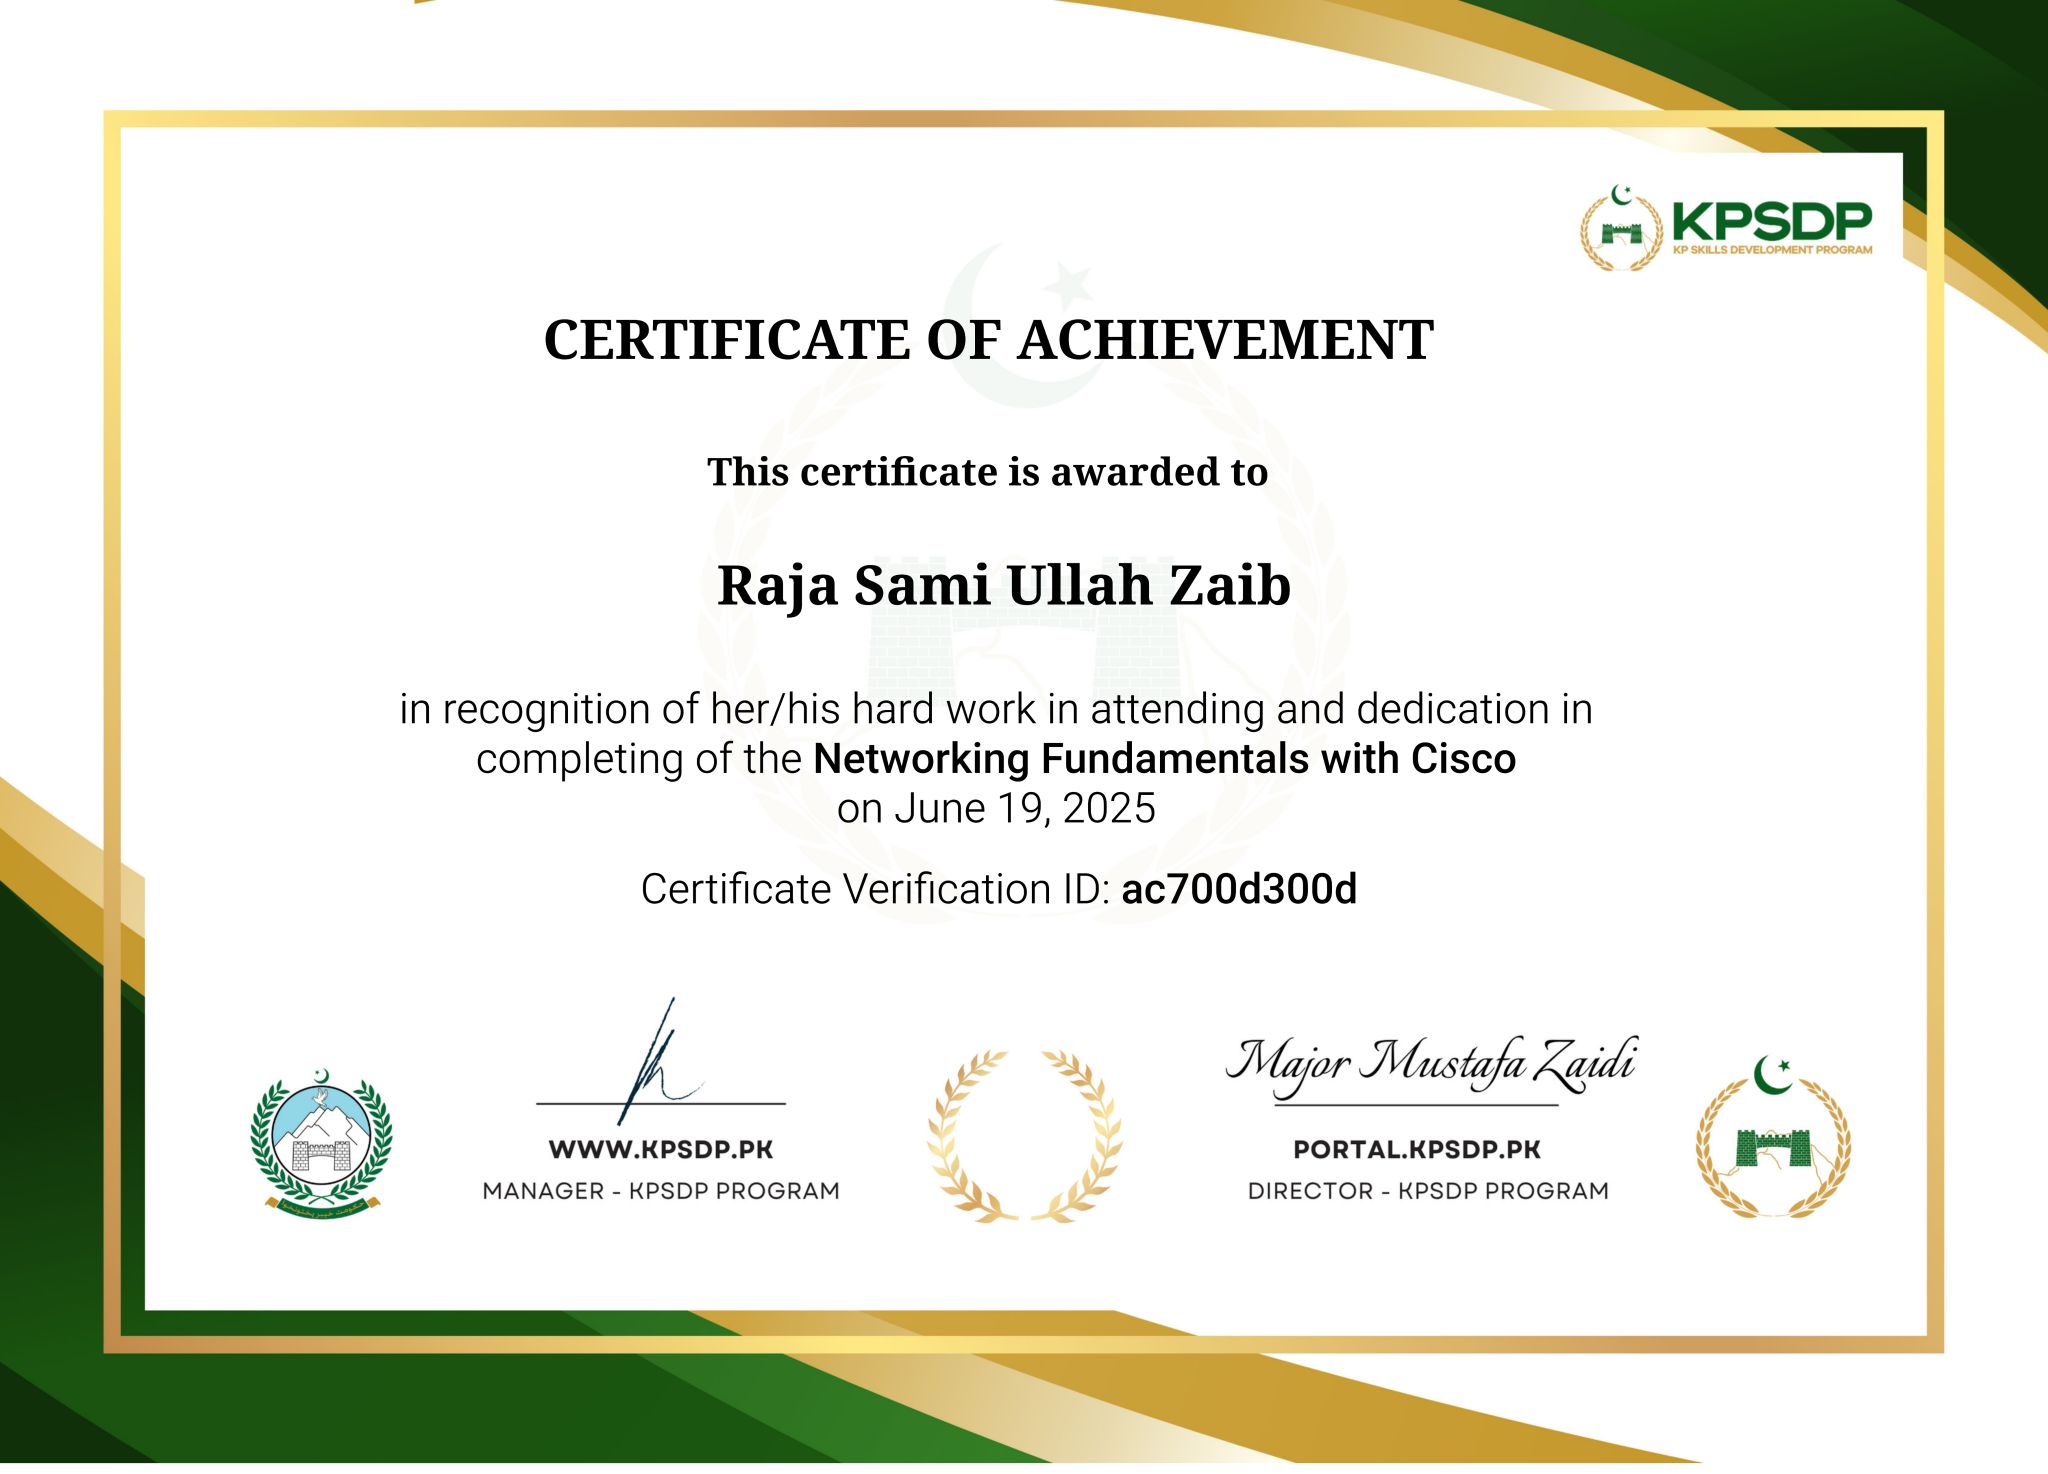 KPSDP
KP SKILLS DEVELOPMENT PROGRAM
CERTIFICATE OF ACHIEVEMENT
This certificate is awarded to
Raja Sami Ullah Zaib
in recognition of her/his hard work in attending and dedication in
completing of the Networking Fundamentals with Cisco
on June 19, 2025
Certificate Verification ID: ac700d300d
Major Mustafa Zaidi
WWW.KPSDP.PK
MANAGER - KPSDP PROGRAM
PORTAL.KPSDP.PK
DIRECTOR - KPSDP PROGRAM
حکومت خیبر پختونخوا